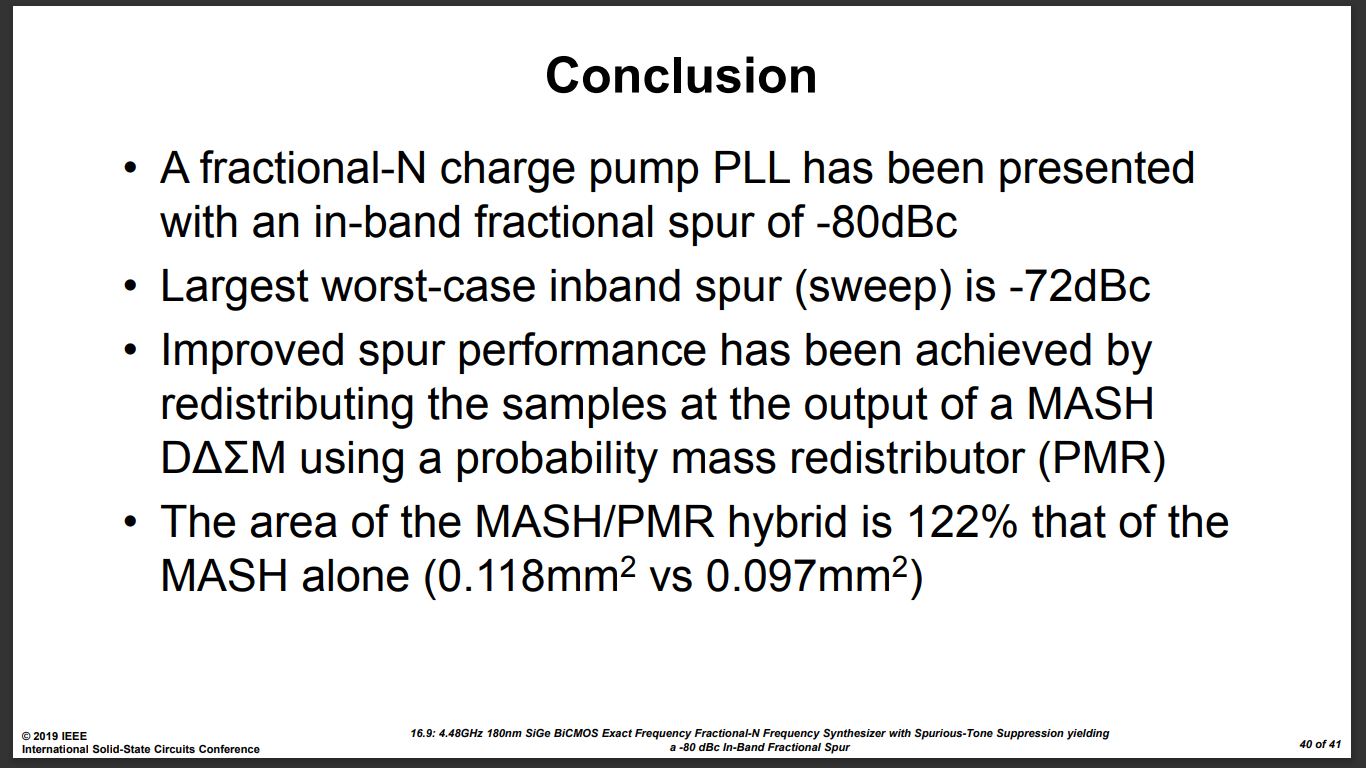 Conclusion
• A fractional-N charge pump PLL has been presented
with an in-band fractional spur of -80dBc
• Largest worst-case inband spur (sweep) is -72dBc
• Improved spur performance has been achieved by
redistributing the samples at the output of a MASH
DΔΣM using a probability mass redistributor (PMR)
• The area of the MASH/PMR hybrid is 122% that of the
MASH alone (0.118mm² vs 0.097mm²)
© 2019 IEEE
International Solid-State Circuits Conference
16.9: 4.48GHz 180nm SiGe BiCMOS Exact Frequency Fractional-N Frequency Synthesizer with Spurious-Tone Suppression yielding
a -80 dBc In-Band Fractional Spur
40 of 41